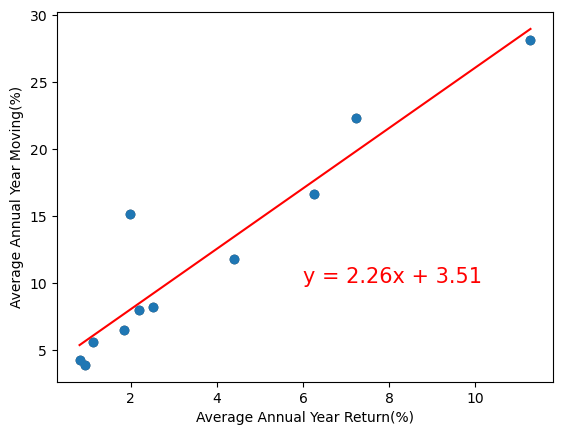 30
25
20
15
10
5
Average Annual Year Moving(%)
y = 2.26x + 3.51
2 4 6 8 10
Average Annual Year Return(%)